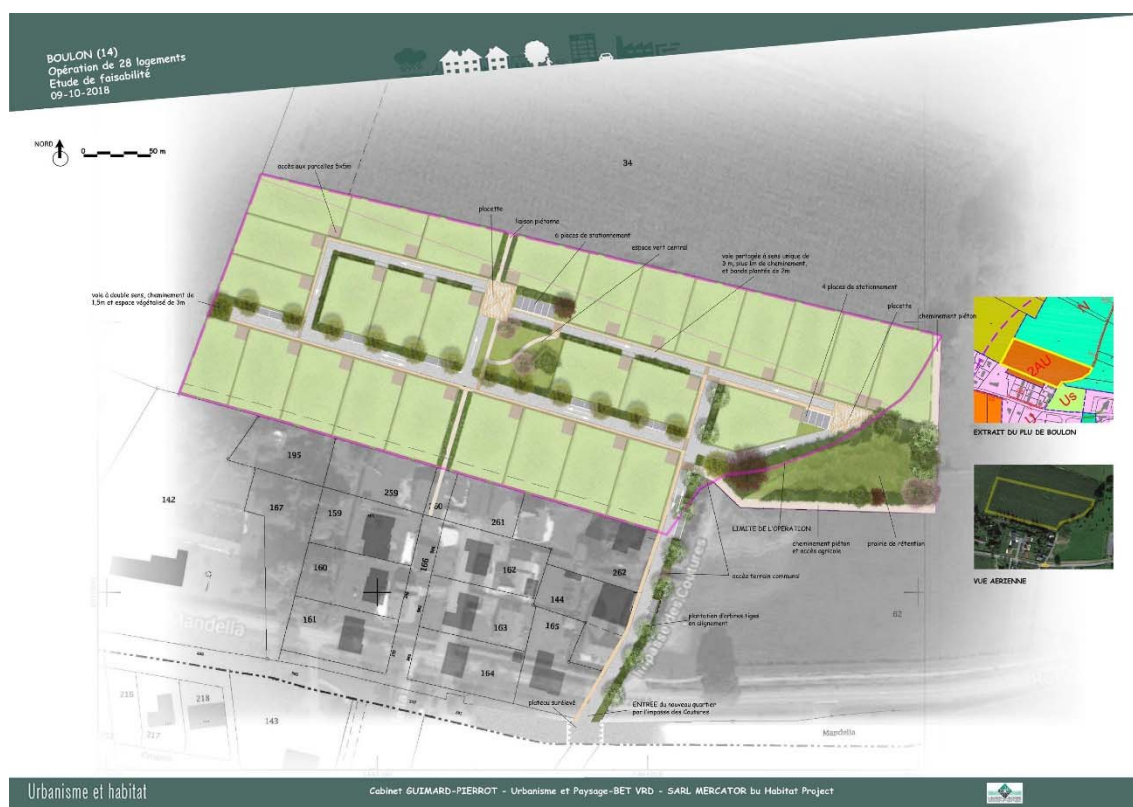 BOULON (14)
Opération de 28 logements
Etude de faisabilité
09-10-2018
NORD
0 50 m
34
accès aux parcelles 5x5m
placette
liaison piétonne
6 places de stationnement
espace vert central
voie partagée à sens unique de
3 m, plus 1m de cheminement,
et bande plantée de 2m
4 places de stationnement
placette
cheminement piéton
voie à double sens, cheminement de
1,5m et espace végétalisé de 3m
2AU
N
Us
U
EXTRAIT DU PLU DE BOULON
195
142
167
259
159
261
160
166
162
262
161
163
144
165
164
LIMITE DE L'OPERATION
cheminement piéton
et accès agricole
prairie de rétention
accès terrain communal
VUE AERIENNE
62
plantation d'arbres tiges
en alignement
Impasse des Coutures
Mandella
plateau surélevé
ENTREE du nouveau quartier
par l'impasse des Coutures
216
218
217
143
Mandella
Urbanisme et habitat
Cabinet GUIMARD-PIERROT - Urbanisme et Paysage-BET VRD - SARL MERCATOR bu Habitat Project